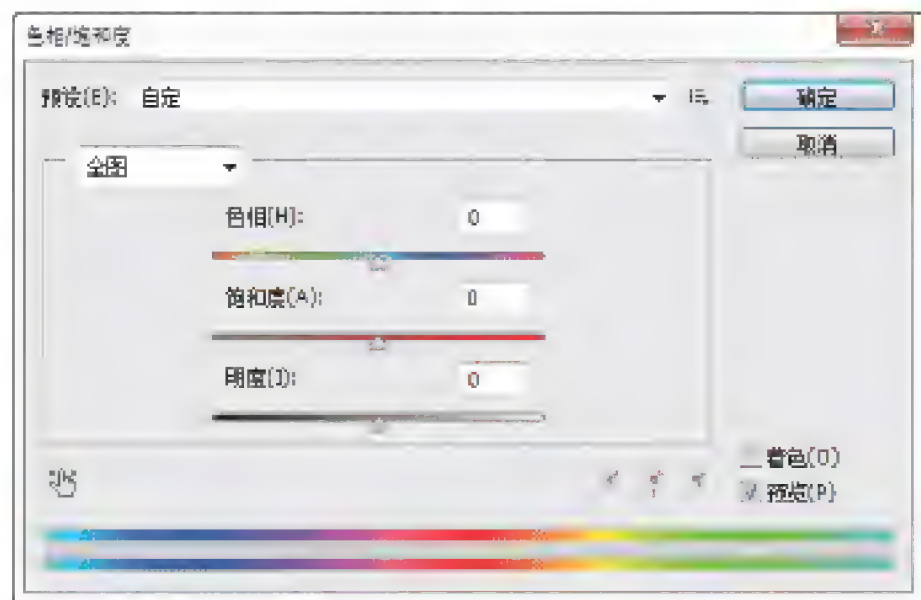 色相/饱和度
预设(E): 自定
确定
取消
全图
色相(H): 0
饱和度(A): 0
明度(I): 0
着色(O)
预览(P)